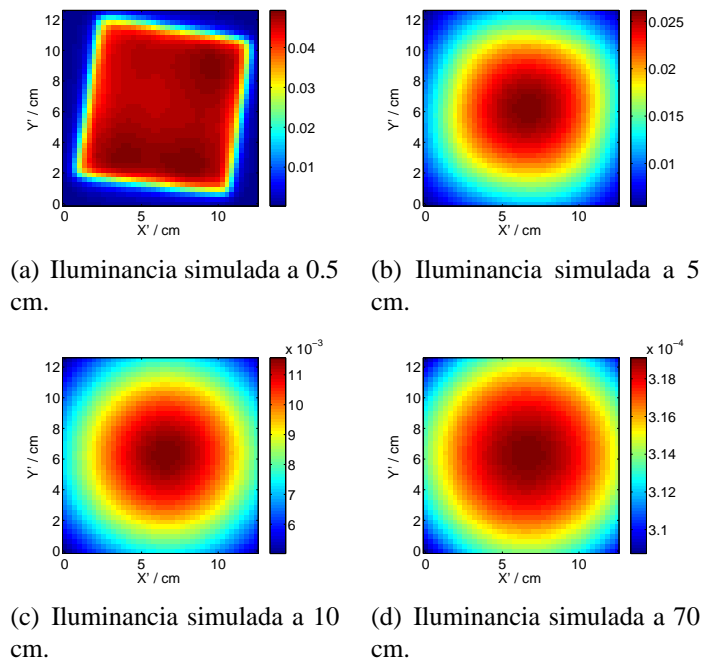 12
10
8
6
4
2
0
Y' / cm
0 5 10
X' / cm
0.04
0.03
0.02
0.01
12
10
8
6
4
2
0
Y' / cm
0 5 10
X' / cm
0.025
0.02
0.015
0.01
(a) Iluminancia simulada a 0.5
cm.
(b) Iluminancia simulada a 5
cm.
12
10
8
6
4
2
0
Y' / cm
0 5 10
X' / cm
x 10⁻³
11
10
9
8
7
6
12
10
8
6
4
2
0
Y' / cm
0 5 10
X' / cm
x 10⁻⁴
3.18
3.16
3.14
3.12
3.1
(c) Iluminancia simulada a 10
cm.
(d) Iluminancia simulada a 70
cm.